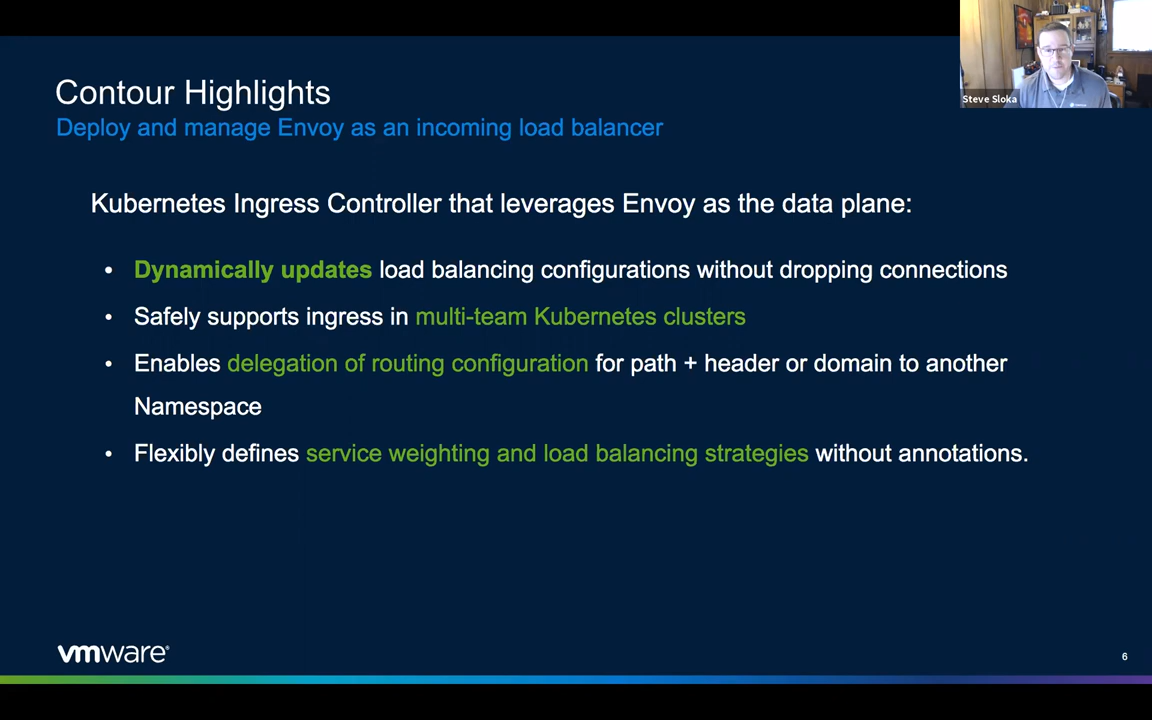 Contour Highlights
Deploy and manage Envoy as an incoming load balancer
Steve Sloka
Kubernetes Ingress Controller that leverages Envoy as the data plane:
• Dynamically updates load balancing configurations without dropping connections
• Safely supports ingress in multi-team Kubernetes clusters
• Enables delegation of routing configuration for path + header or domain to another
Namespace
• Flexibly defines service weighting and load balancing strategies without annotations.
vmware®
6